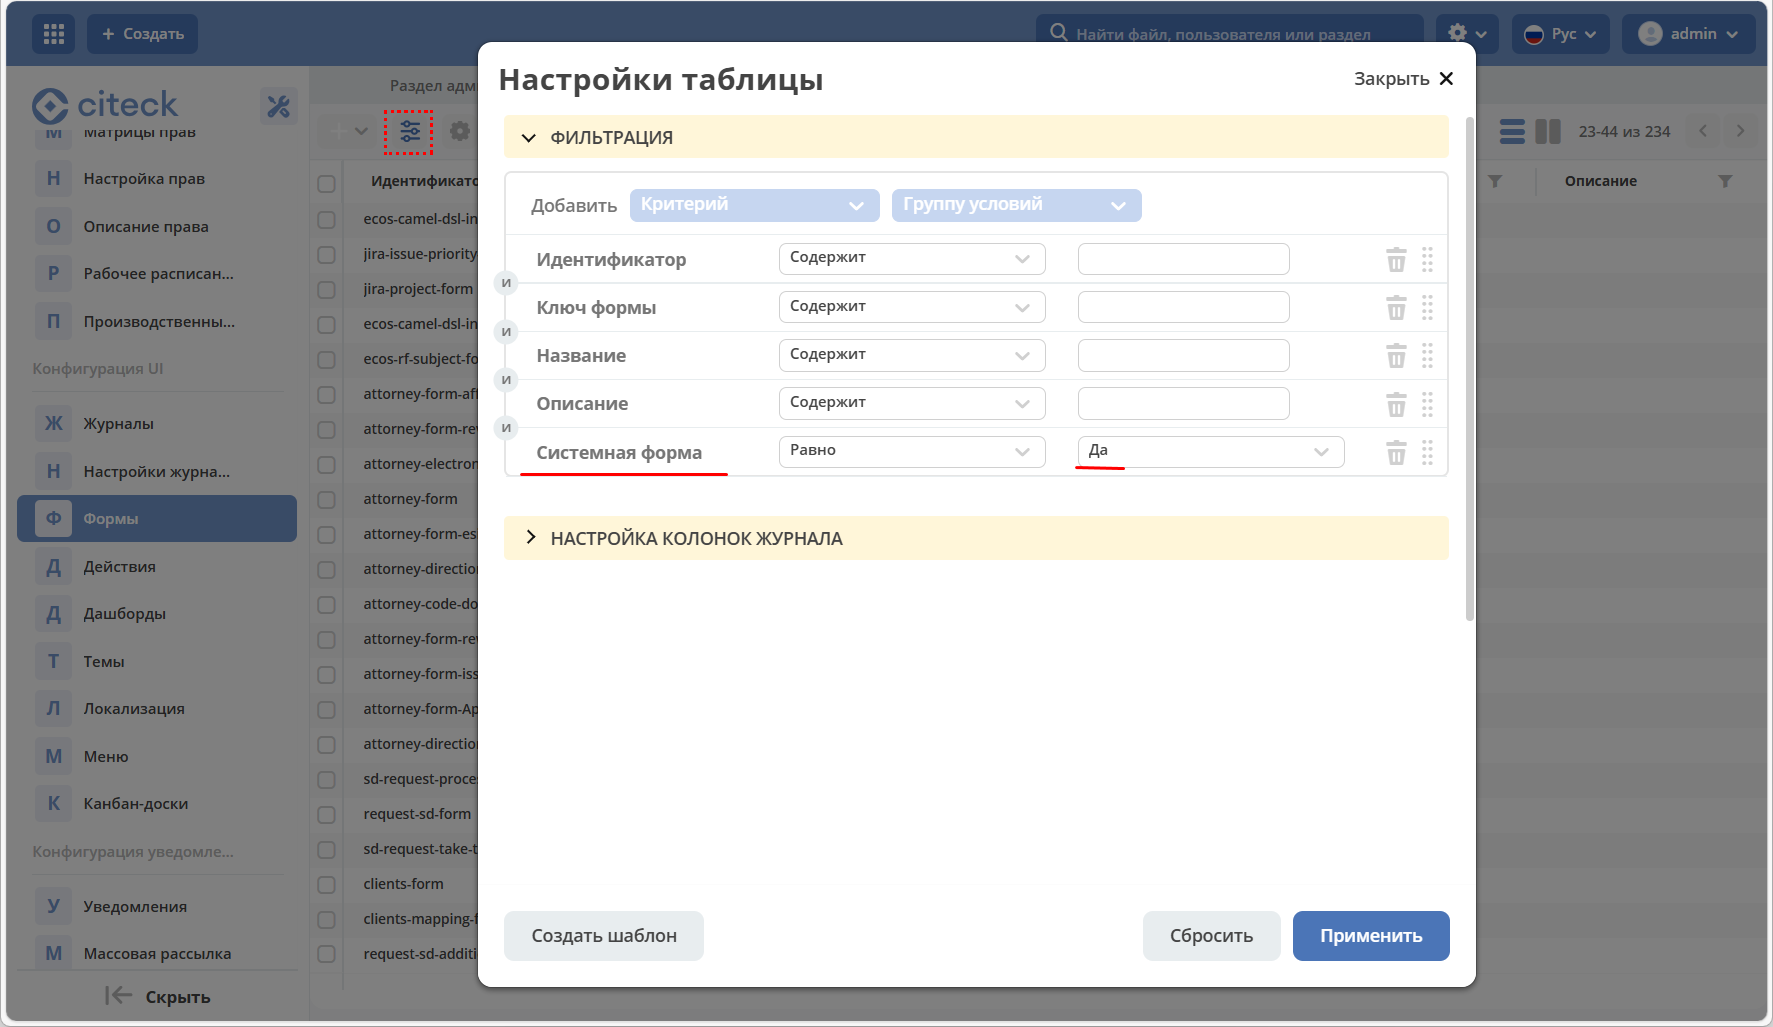 + Создать
Найти файл, пользователя или раздел
Рус
admin
citeck
Матрицы прав
Н Настройка прав
О Описание права
Р Рабочее расписан...
П Производственны...
Конфигурация UI
Ж Журналы
Н Настройки журна...
Ф Формы
Д Действия
Д Дашборды
Т Темы
Л Локализация
М Меню
К Канбан-доски
Конфигурация уведомле...
У Уведомления
М Массовая рассылка
Скрыть
Раздел адм
23-44 из 234
Идентификато
Описание
ecos-camel-dsl-in
jira-issue-priority
jira-project-form
ecos-camel-dsl-in
ecos-rf-subject-fo
attorney-form-aff
attorney-form-rev
attorney-electron
attorney-form
attorney-form-es
attorney-direction
attorney-code-do
attorney-form-rev
attorney-form-iss
attorney-form-Ap
attorney-direction
sd-request-proce
request-sd-form
sd-request-take-t
clients-form
clients-mapping-f
request-sd-additi
Настройки таблицы
Закрыть
ФИЛЬТРАЦИЯ
Добавить Критерий Группу условий
Идентификатор Содержит
и
Ключ формы Содержит
и
Название Содержит
и
Описание Содержит
и
Системная форма Равно Да
НАСТРОЙКА КОЛОНОК ЖУРНАЛА
Создать шаблон
Сбросить
Применить